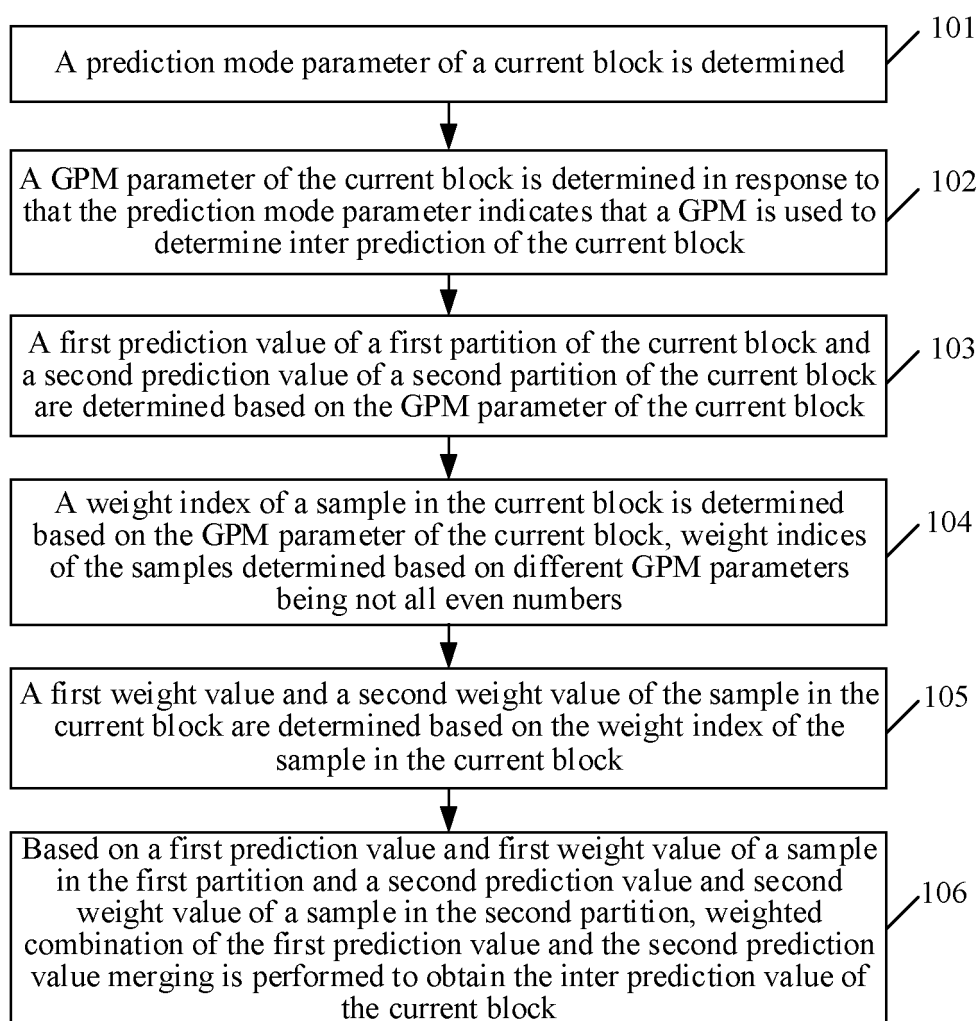 101
A prediction mode parameter of a current block is determined
A GPM parameter of the current block is determined in response to
that the prediction mode parameter indicates that a GPM is used to
determine inter prediction of the current block
102
A first prediction value of a first partition of the current block and
a second prediction value of a second partition of the current block
are determined based on the GPM parameter of the current block
103
A weight index of a sample in the current block is determined
based on the GPM parameter of the current block, weight indices
of the samples determined based on different GPM parameters
being not all even numbers
104
A first weight value and a second weight value of the sample in the
current block are determined based on the weight index of the
sample in the current block
105
Based on a first prediction value and first weight value of a sample
in the first partition and a second prediction value and second
weight value of a sample in the second partition, weighted
combination of the first prediction value and the second prediction
value merging is performed to obtain the inter prediction value of
the current block
106